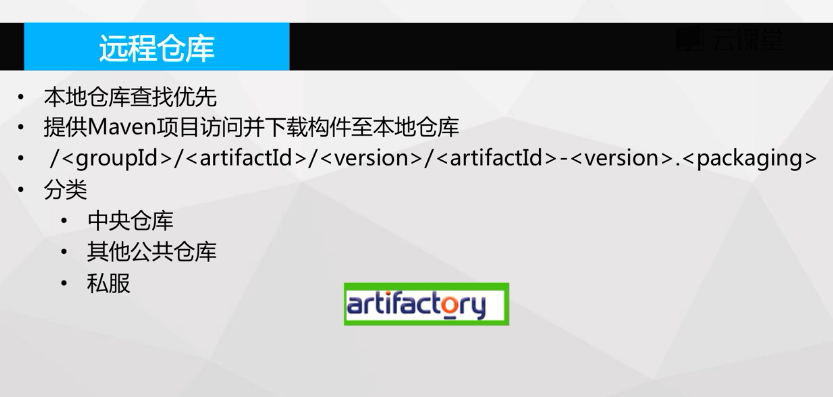 远程仓库
云课堂
• 本地仓库查找优先
• 提供Maven项目访问并下载构件至本地仓库
• /<groupId>/<artifactId>/<version>/<artifactId>-<version>.<packaging>
• 分类
• 中央仓库
• 其他公共仓库
• 私服
artifactory